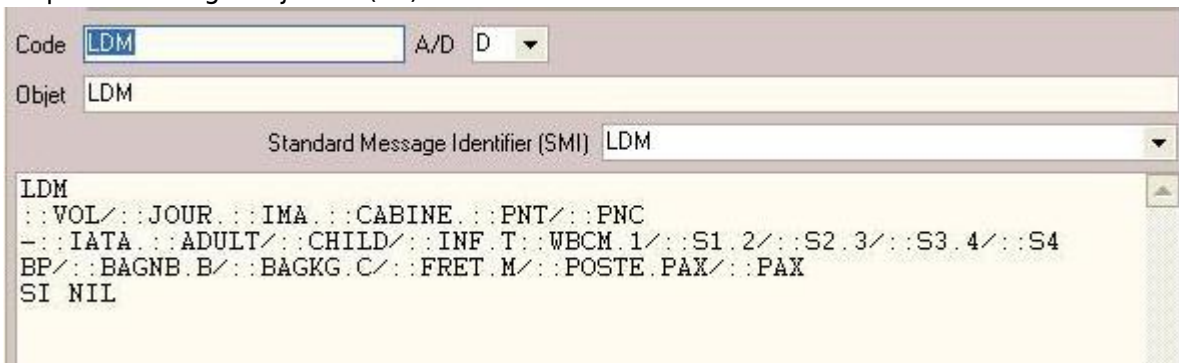 Code LDM A/D D
Objet LDM
Standard Message Identifier (SMI) LDM
LDM
::VOL/::JOUR.::IMA.::CABINE.::PNT/::PNC
-::IATA.::ADULT/::CHILD/::INF.T::WBCM.1/::S1.2/::S2.3/::S3.4/::S4
BP/::BAGNB.B/::BAGKG.C/::FRET.M/::POSTE.PAX/::PAX
SI NIL